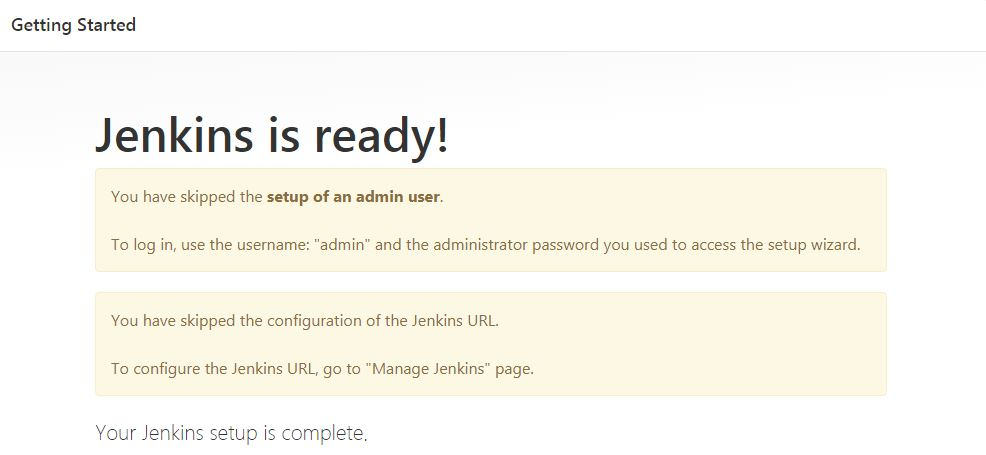 Getting Started
Jenkins is ready!
You have skipped the setup of an admin user.
To log in, use the username: "admin" and the administrator password you used to access the setup wizard.
You have skipped the configuration of the Jenkins URL.
To configure the Jenkins URL, go to "Manage Jenkins" page.
Your Jenkins setup is complete.